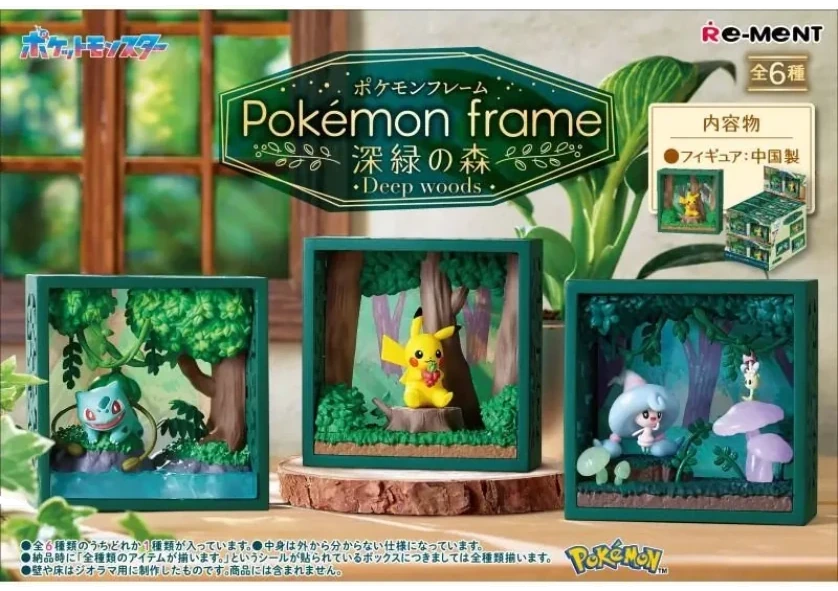 ポケットモンスター
RE-MENT
全6種
ポケモンフレーム
Pokémon frame
深緑の森
・Deep woods・
内容物
●フィギュア：中国製
●全6種類のうちどれか1種類が入っています。●中身は外から分からない仕様になっています。
●納品時に「全種類のアイテムが揃います。」というシールが貼られているボックスにつきましては全種類揃います。
●壁や床はジオラマ用に制作したものです。商品には含まれません。
POKéMON
TM